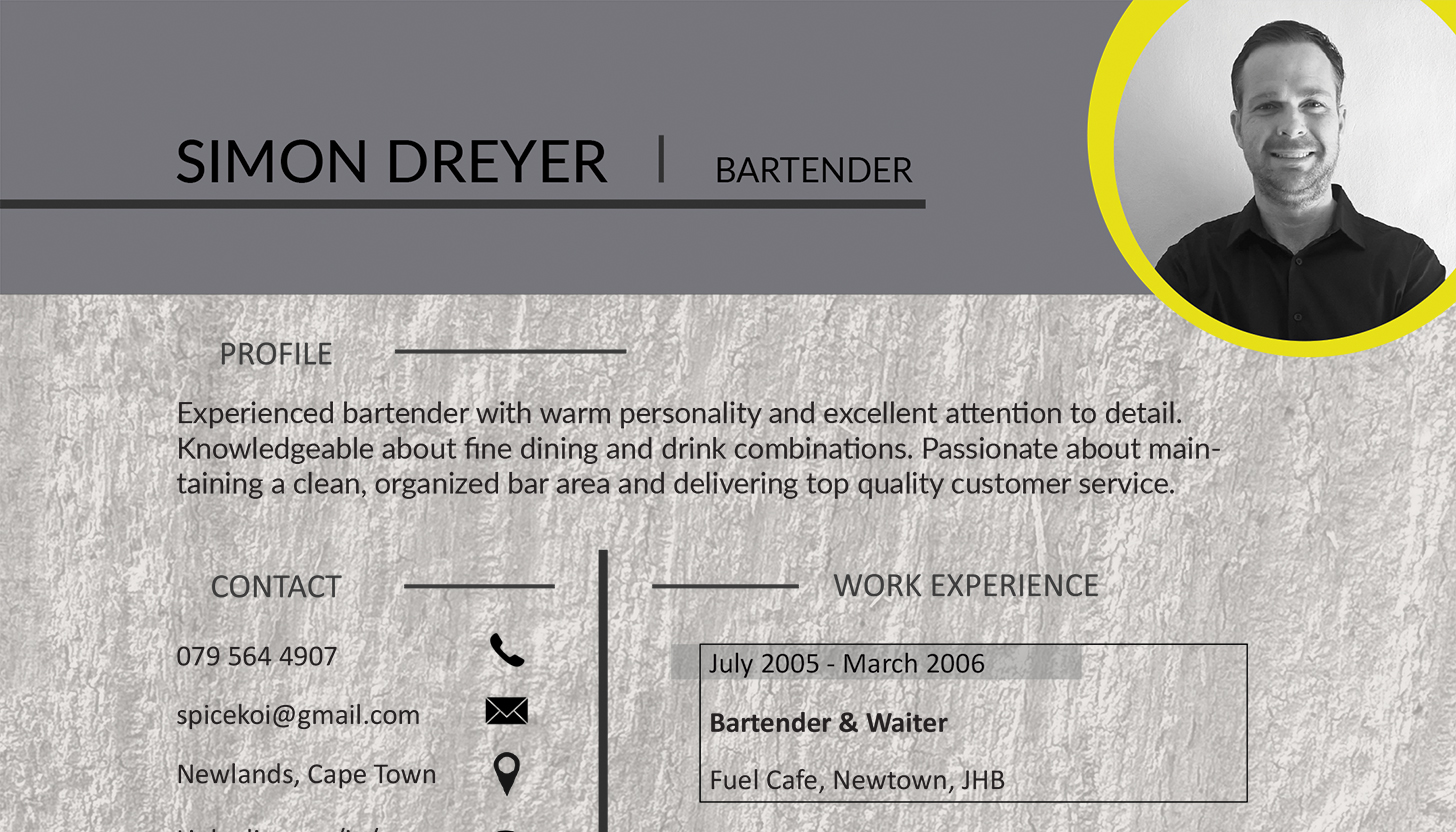 SIMON DREYER | BARTENDER
PROFILE
Experienced bartender with warm personality and excellent attention to detail.
Knowledgeable about fine dining and drink combinations. Passionate about main-
taining a clean, organized bar area and delivering top quality customer service.
CONTACT
079 564 4907
spicekoi@gmail.com
Newlands, Cape Town
WORK EXPERIENCE
July 2005 - March 2006
Bartender & Waiter
Fuel Cafe, Newtown, JHB